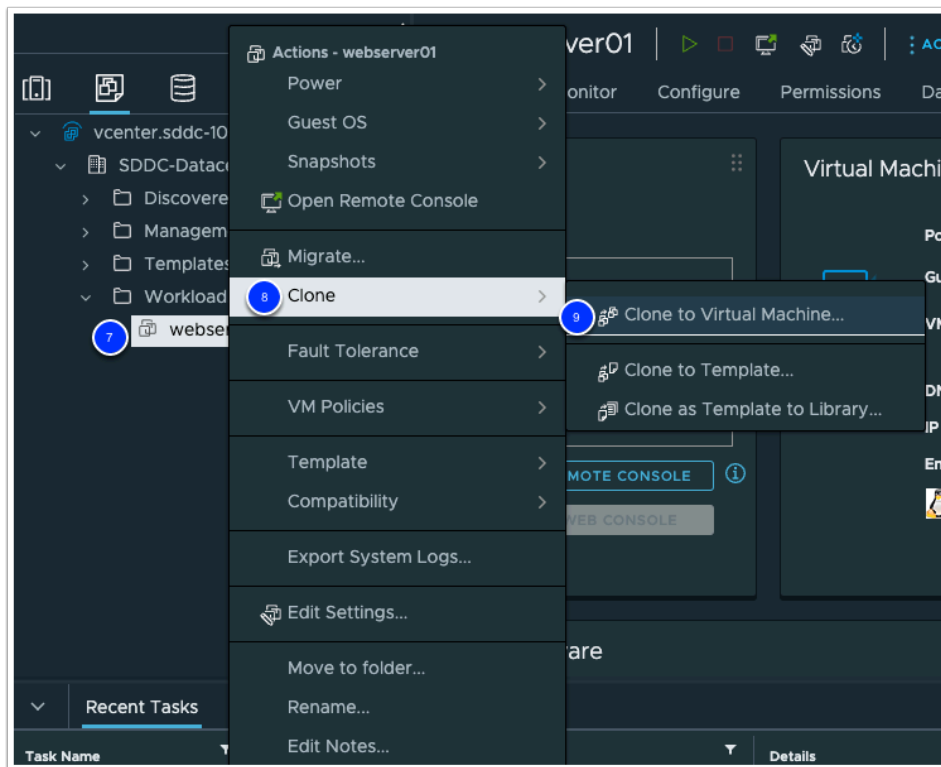 Actions - webserver01
ver01
Power
Guest OS
Snapshots
Open Remote Console
Migrate...
Clone
Fault Tolerance
VM Policies
Template
Compatibility
Export System Logs...
Edit Settings...
Move to folder...
Rename...
Edit Notes...
8
Clone to Virtual Machine...
Clone to Template...
Clone as Template to Library...
9
onitor
Configure
Permissions
Da
vcenter.sddc-10
SDDC-Datace
Discovere
Managem
Templates
Workload
webser
7
Virtual Machi
Po
Gu
VM
DN
IP
En
MOTE CONSOLE
WEB CONSOLE
are
Recent Tasks
Task Name
Details